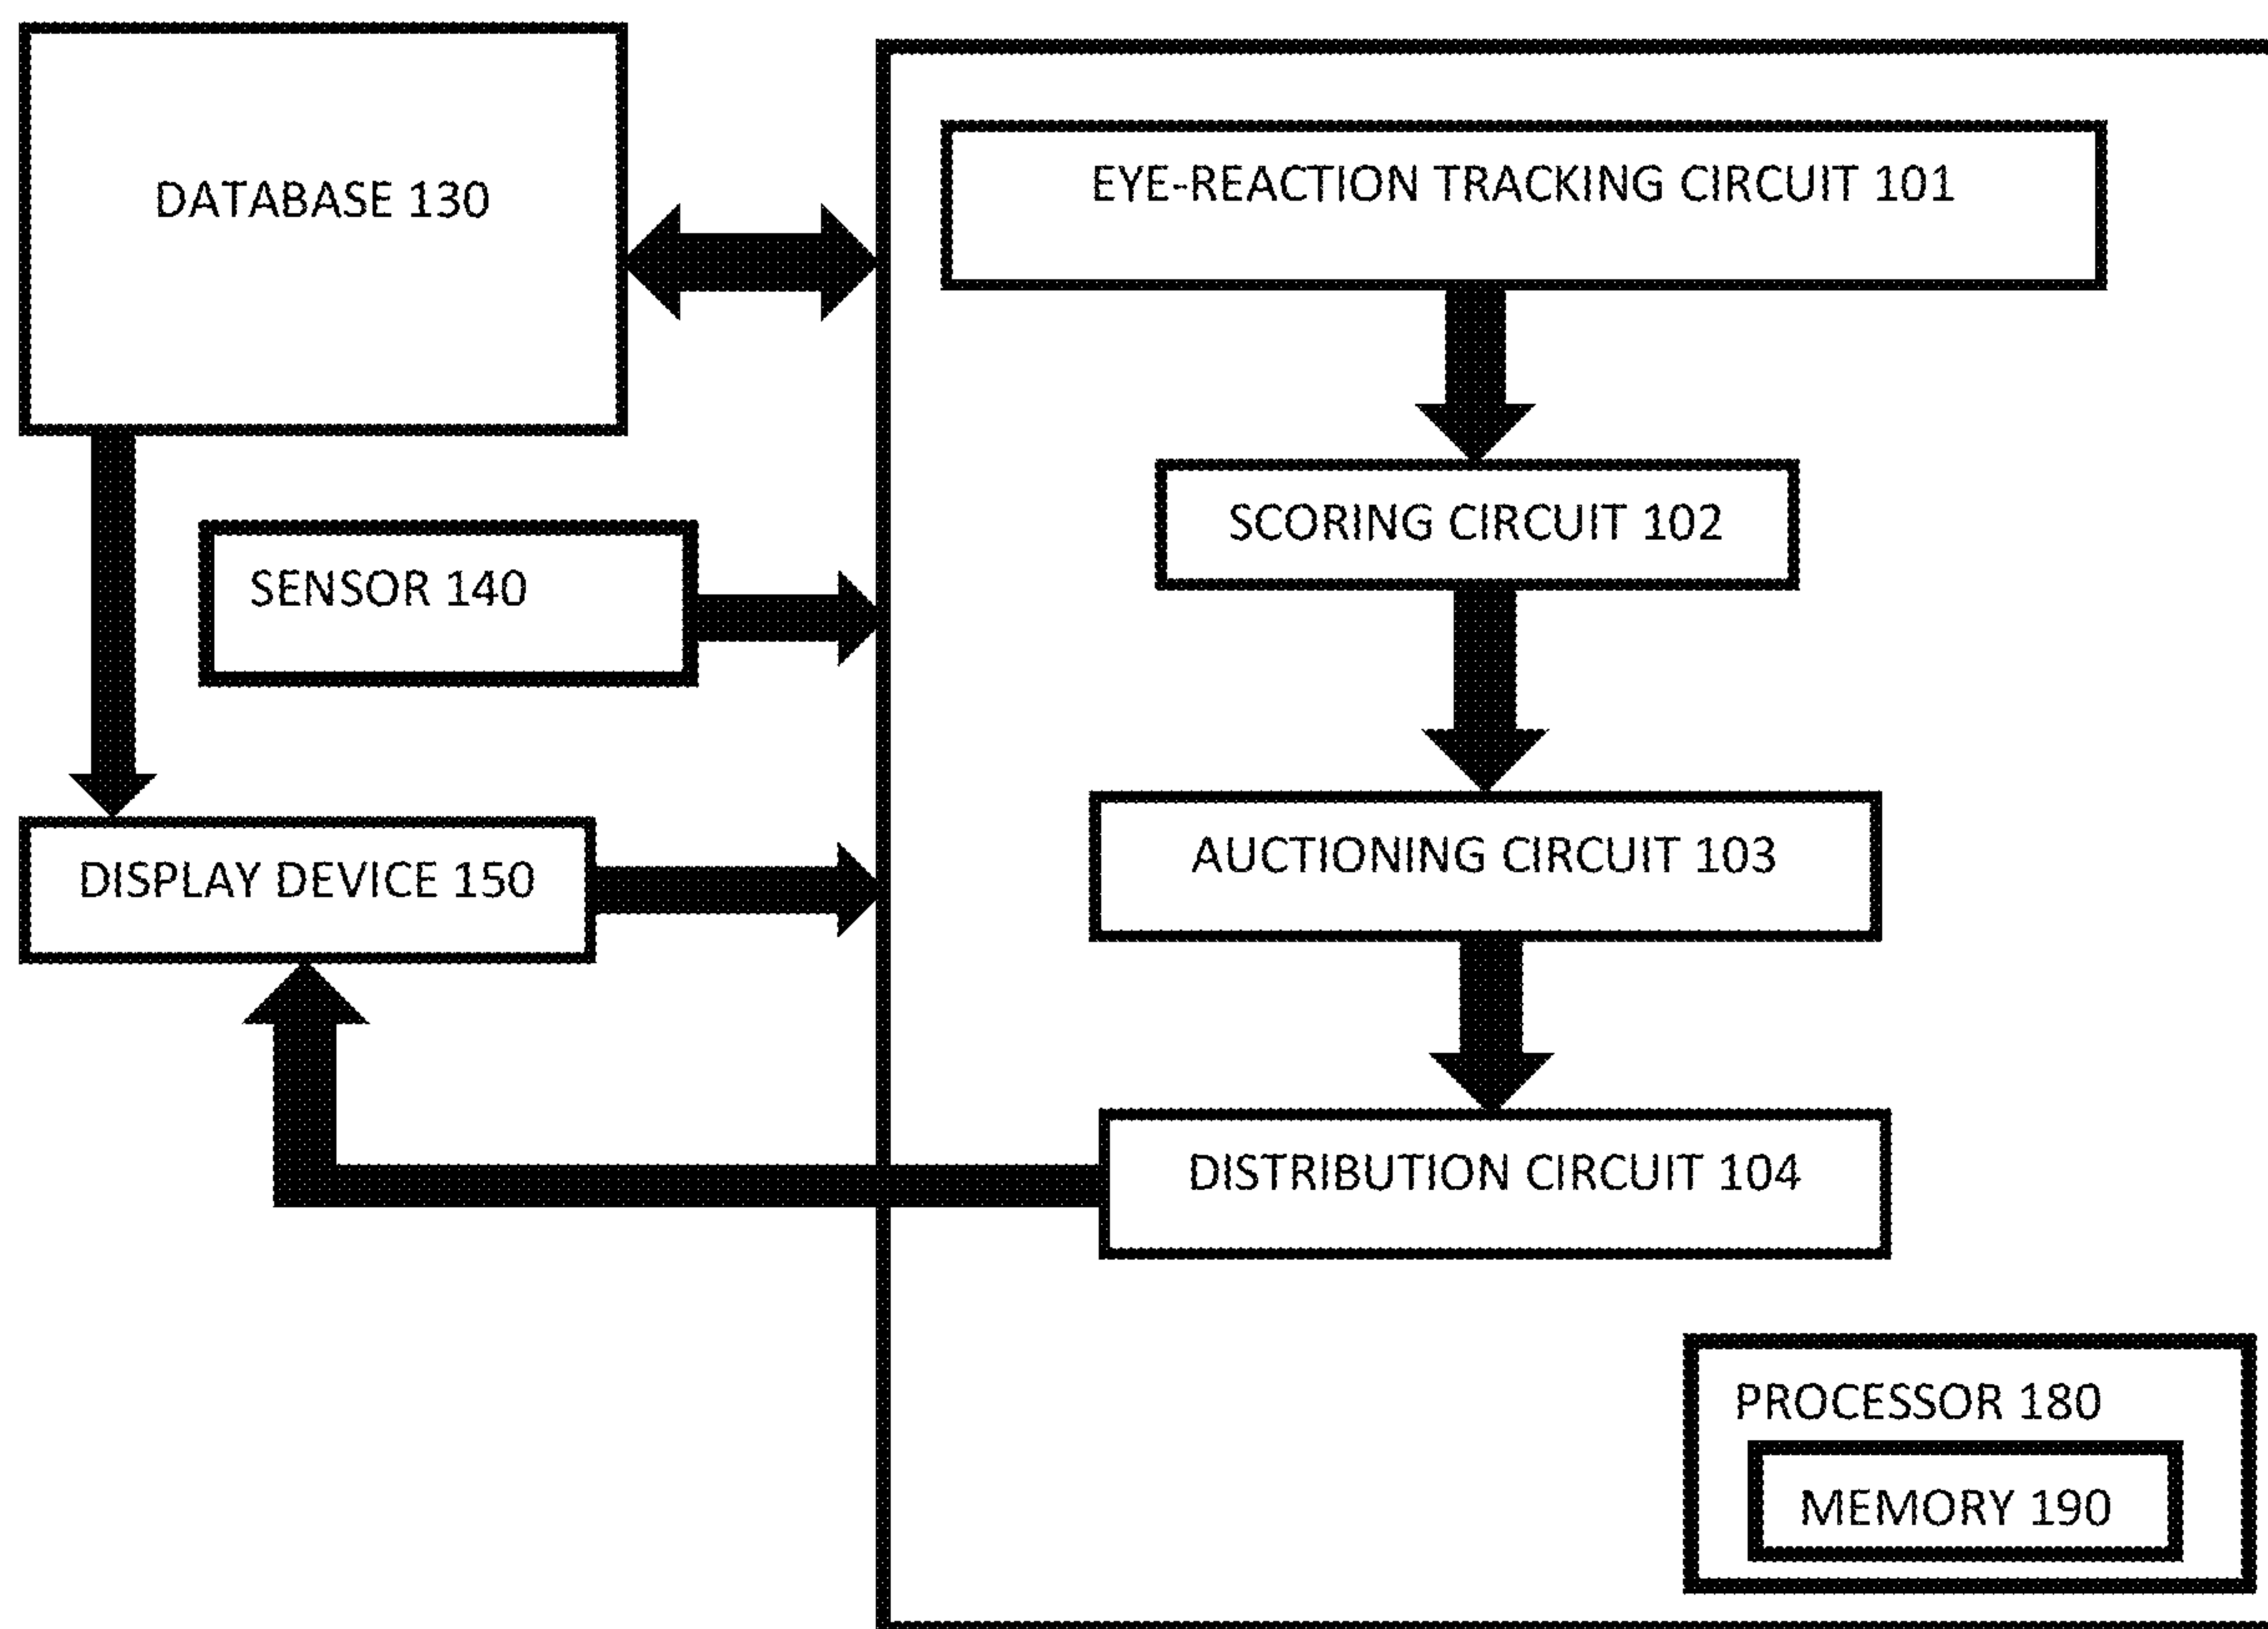 DATABASE 130
EYE-REACTION TRACKING CIRCUIT 101
SCORING CIRCUIT 102
SENSOR 140
AUCTIONING CIRCUIT 103
DISPLAY DEVICE 150
DISTRIBUTION CIRCUIT 104
PROCESSOR 180
MEMORY 190